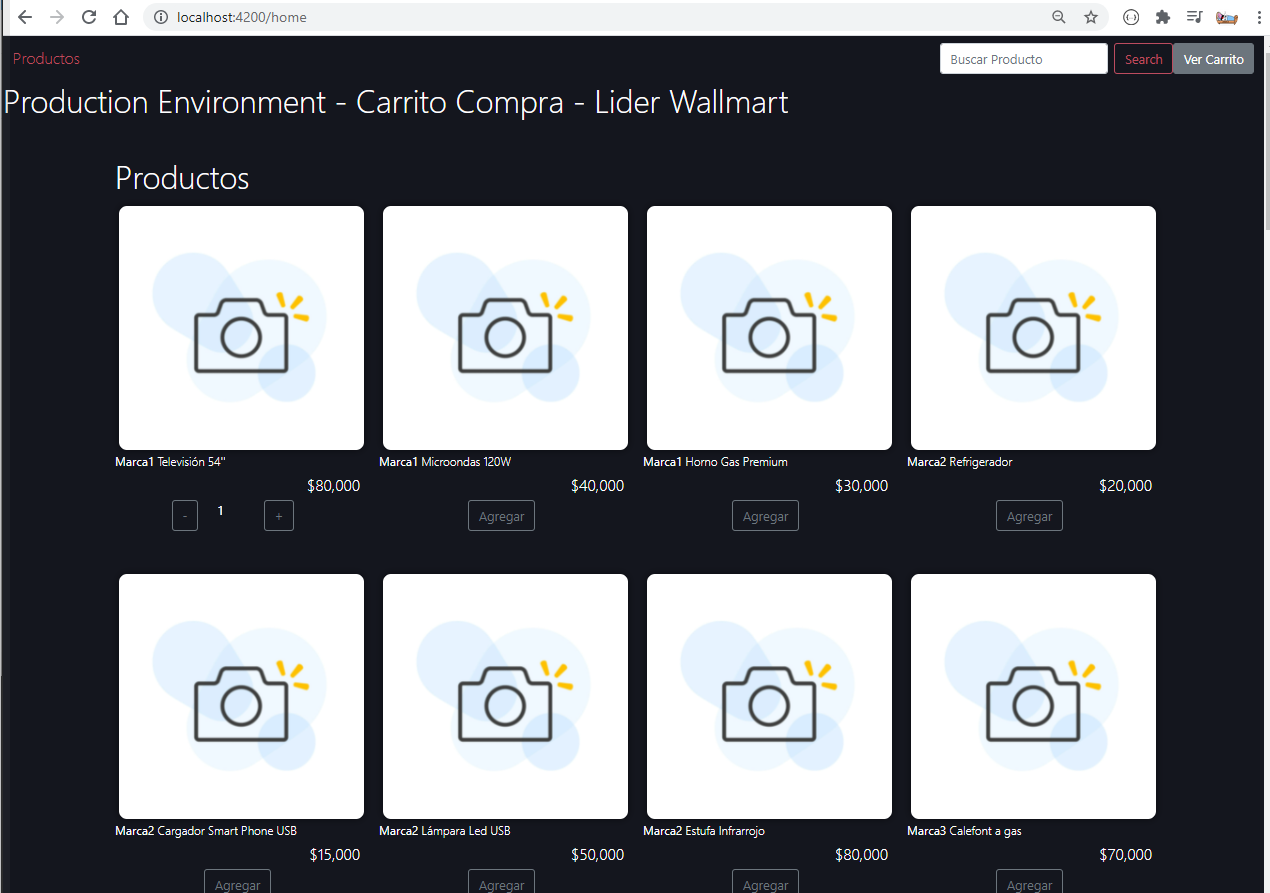 localhost:4200/home
Productos Buscar Producto Search Ver Carrito
Production Environment - Carrito Compra - Lider Wallmart
Productos
Marca1 Televisión 54" Marca1 Microondas 120W Marca1 Horno Gas Premium Marca2 Refrigerador
$80,000 $40,000 $30,000 $20,000
- 1 + Agregar Agregar Agregar
Marca2 Cargador Smart Phone USB Marca2 Lámpara Led USB Marca2 Estufa Infrarrojo Marca3 Calefont a gas
$15,000 $50,000 $80,000 $70,000
Agregar Agregar Agregar Agregar